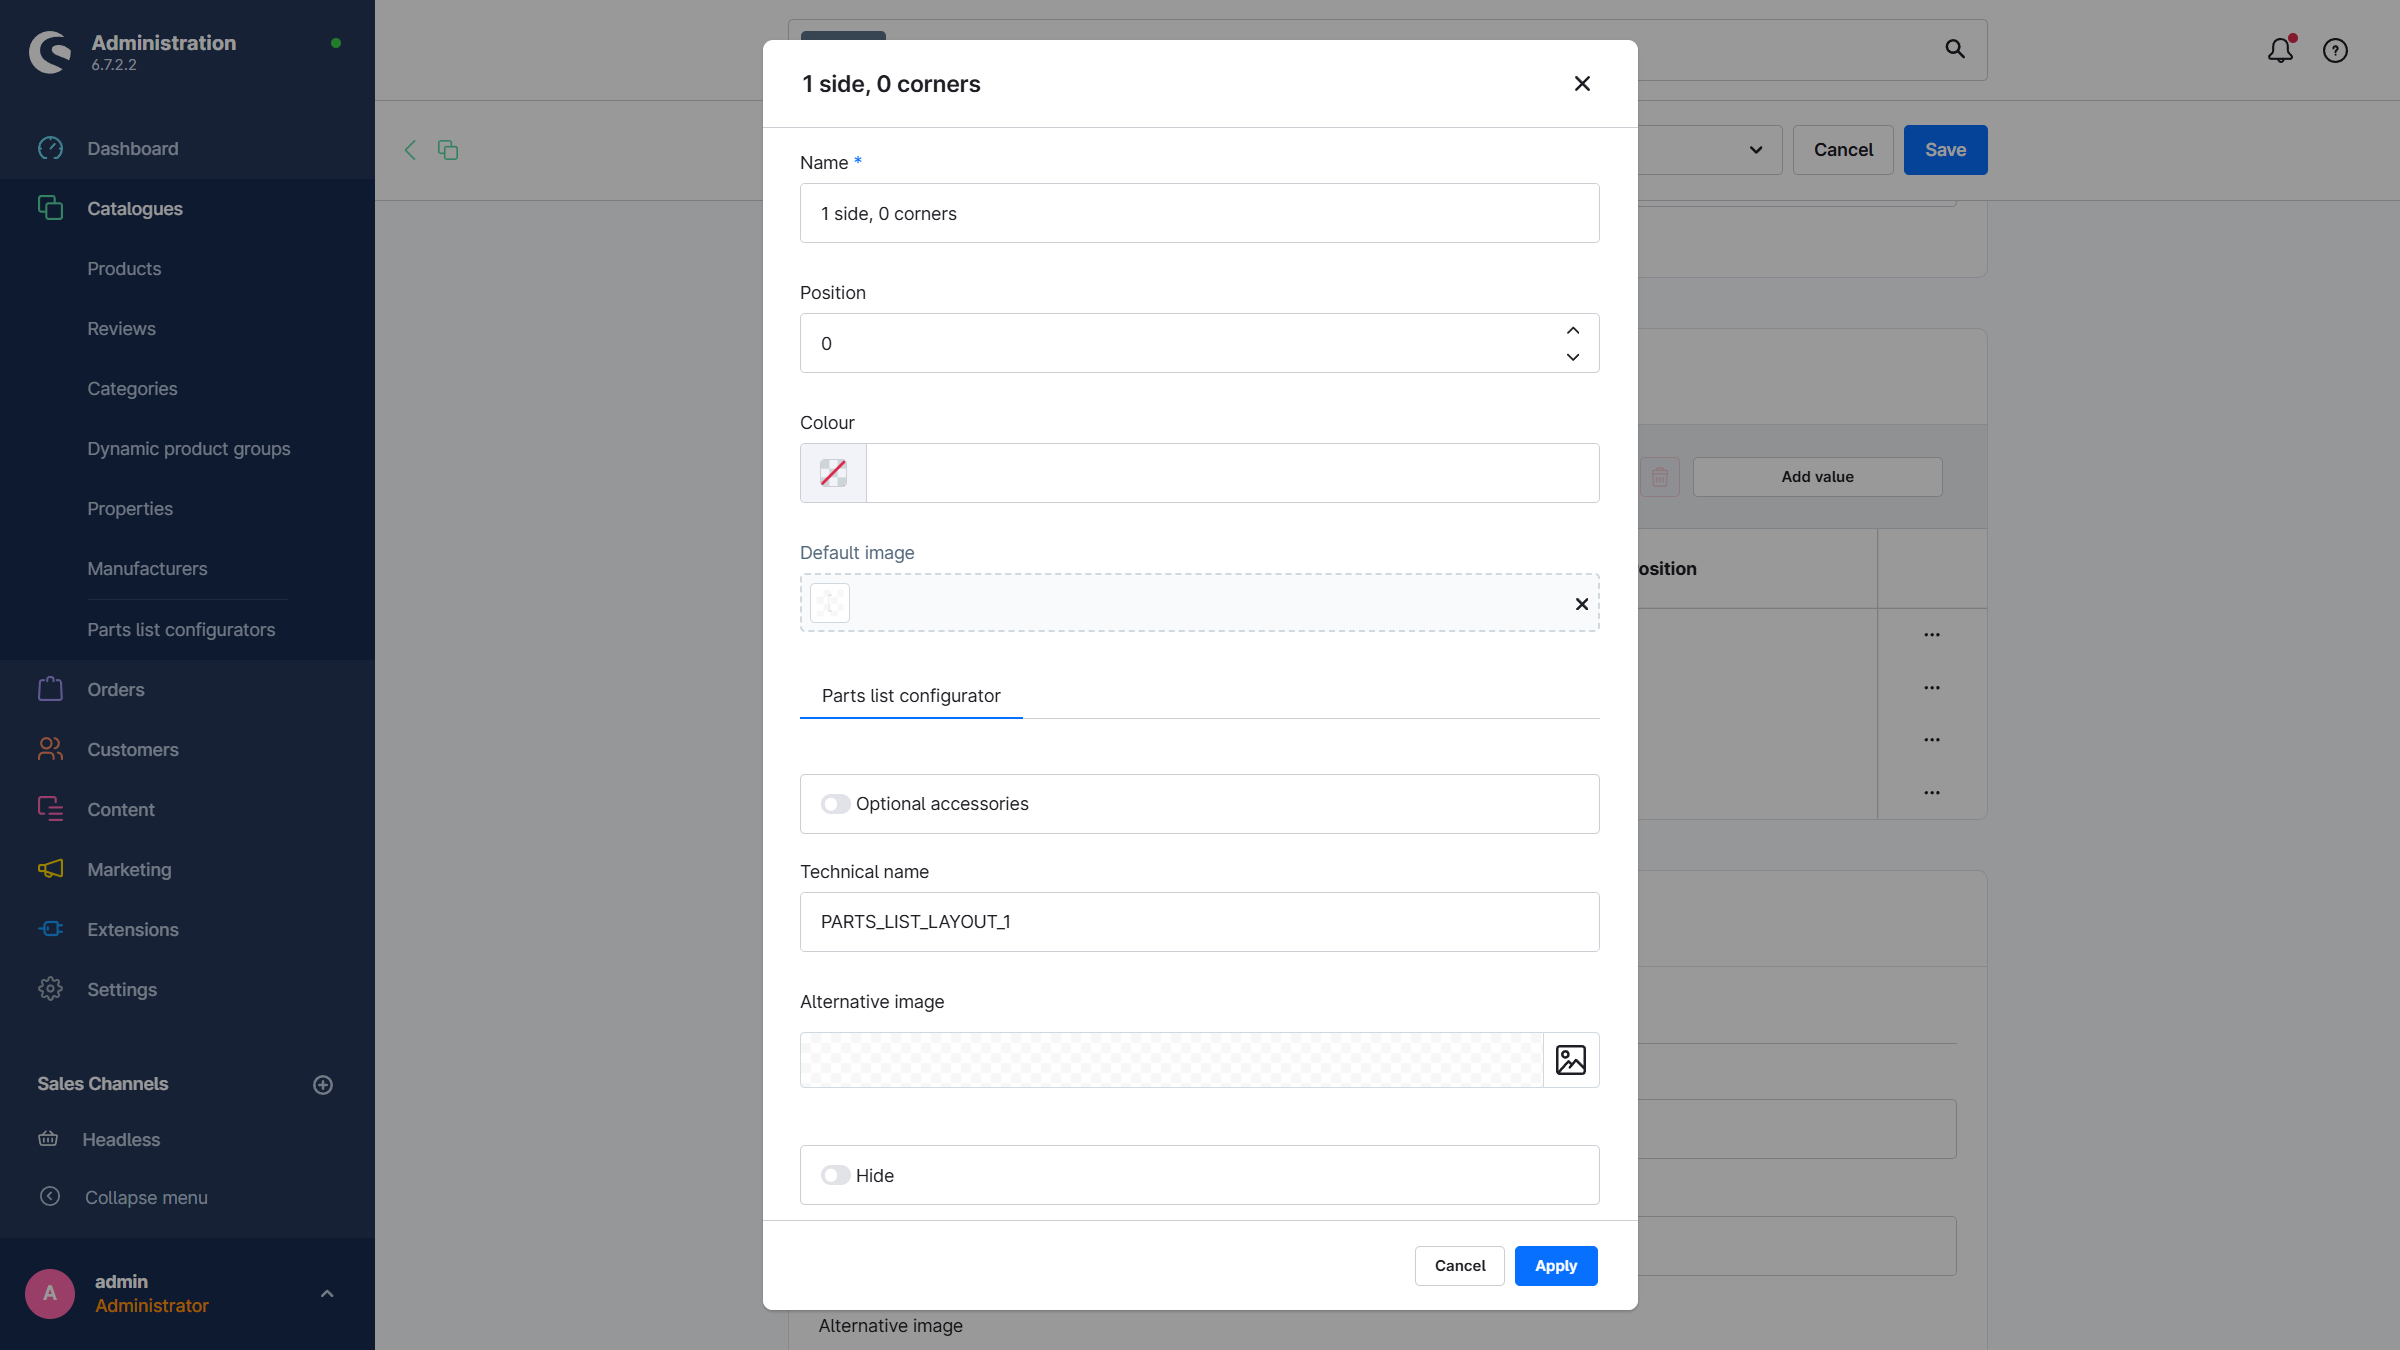 Administration
6.7.2.2
Dashboard
Catalogues
Products
Reviews
Categories
Dynamic product groups
Properties
Manufacturers
Parts list configurators
Orders
Customers
Content
Marketing
Extensions
Settings
Sales Channels
Headless
Collapse menu
A
admin
Administrator
Cancel
Save
Add value
osition
1 side, 0 corners
Name *
1 side, 0 corners
Position
0
Colour
Default image
Parts list configurator
Optional accessories
Technical name
PARTS_LIST_LAYOUT_1
Alternative image
Hide
Cancel
Apply
Alternative image